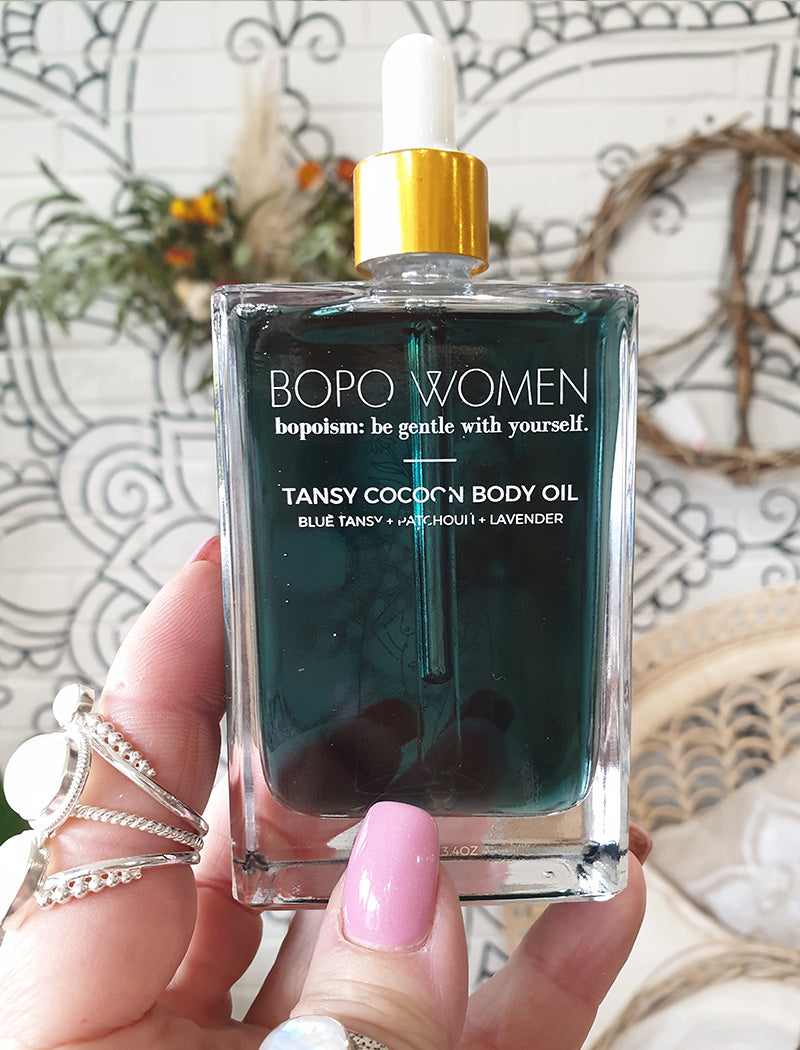 BOPO WOMEN
bopoism: be gentle with yourself.
TANSY COCOON BODY OIL
BLUE TANSY + PATCHOULI + LAVENDER
3.4OZ